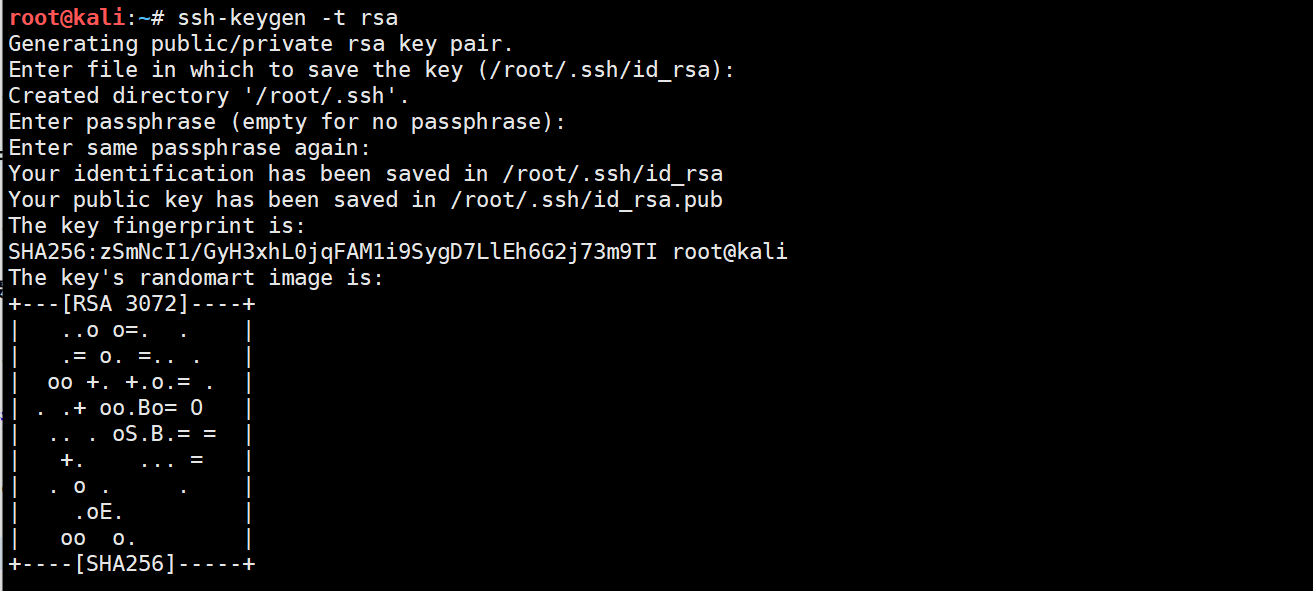 root@kali:~# ssh-keygen -t rsa
Generating public/private rsa key pair.
Enter file in which to save the key (/root/.ssh/id_rsa):
Created directory '/root/.ssh'.
Enter passphrase (empty for no passphrase):
Enter same passphrase again:
Your identification has been saved in /root/.ssh/id_rsa
Your public key has been saved in /root/.ssh/id_rsa.pub
The key fingerprint is:
SHA256:zSmNcI1/GyH3xhL0jqFAM1i9SygD7LlEh6G2j73m9TI root@kali
The key's randomart image is:
+---[RSA 3072]----+
|   ..o o=.  .    |
|   .= o. =.. .   |
|  oo +. +.o.= .  |
| . .+ oo.Bo= O   |
|  .. . oS.B.= =  |
|   +.    ... =   |
|  . o .     .    |
|    .oE.         |
|   oo  o.        |
+----[SHA256]-----+